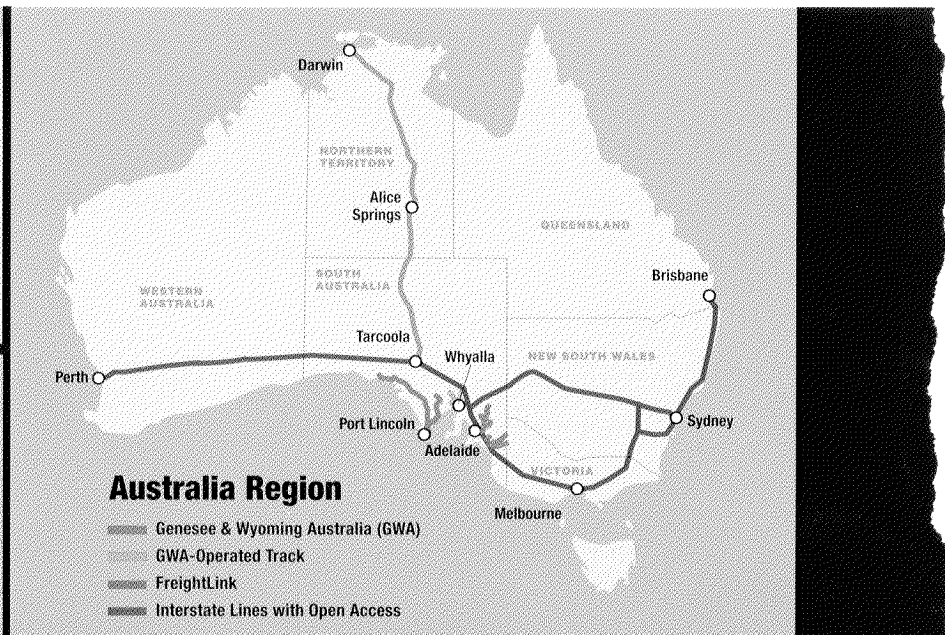 Darwin
NORTHERN
TERRITORY
Alice
Springs
QUEENSLAND
SOUTH
AUSTRALIA
WESTERN
AUSTRALIA
Brisbane
Tarcoola
Whyalla
NEW SOUTH WALES
Perth
Port Lincoln
Adelaide
Sydney
VICTORIA
Melbourne
Australia Region
Genesee & Wyoming Australia (GWA)
GWA-Operated Track
FreightLink
Interstate Lines with Open Access